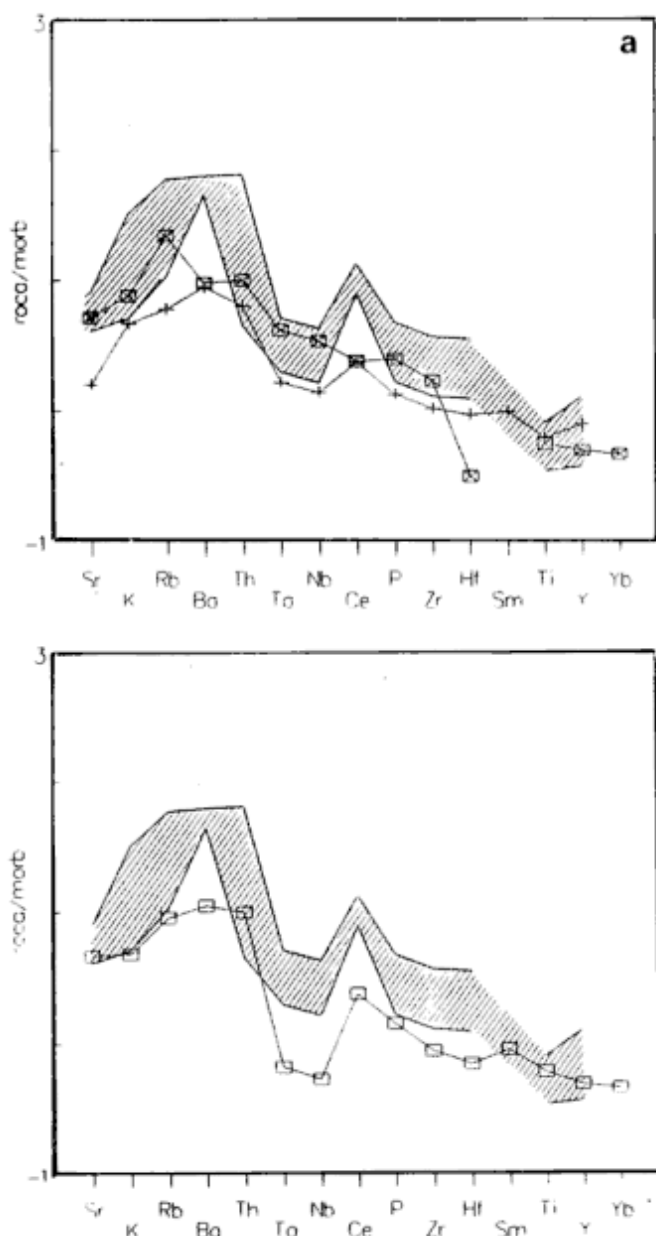 3
a
roca/morb
-1
Sr Rb Th Nb P Hf Ti Yb
K Ba Ta Ce Zr Sm Y
3
roca/morb
-1
Sr Rb Th Nb P Hf Ti Yb
K Ba Ta Ce Zr Sm Y